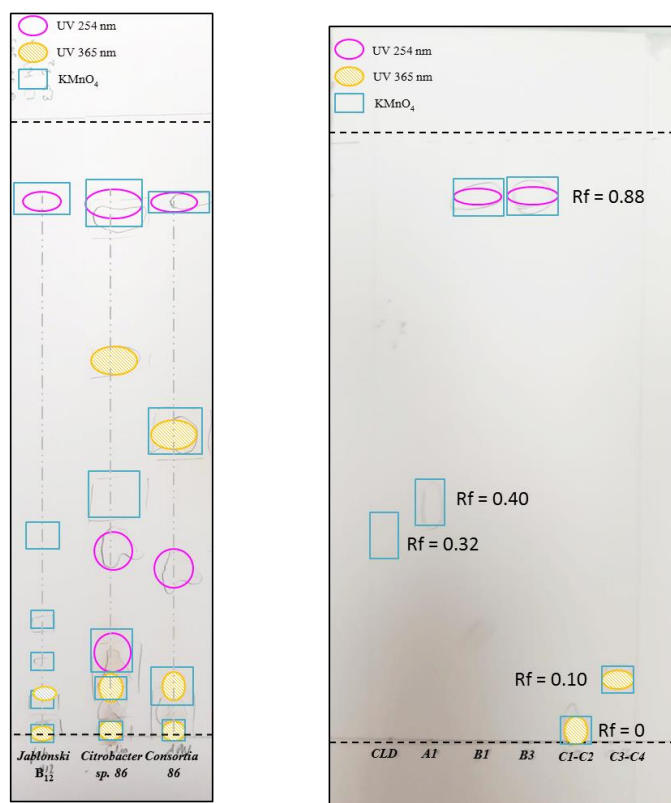 UV 254 nm
UV 365 nm
KMnO4
Jablonski
B12
Citrobacter
sp. 86
Consortia
86
UV 254 nm
UV 365 nm
KMnO4
Rf = 0.88
Rf = 0.40
Rf = 0.32
Rf = 0.10
Rf = 0
CLD
A1
B1
B3
C1-C2
C3-C4